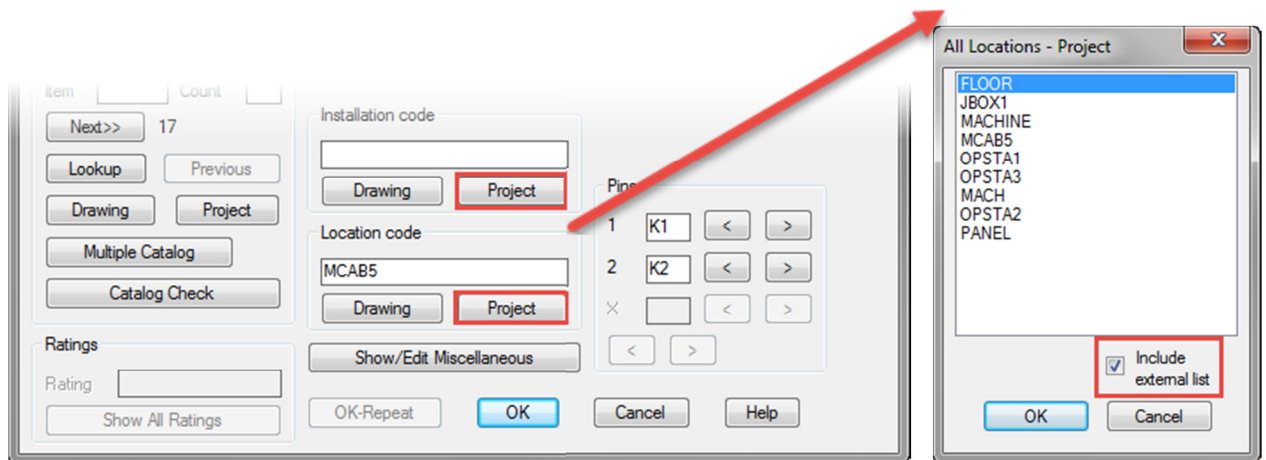 Item
Count
Next>>
17
Lookup
Previous
Drawing
Project
Multiple Catalog
Catalog Check
Ratings
Rating
Show All Ratings
Installation code
Drawing
Project
Location code
MCAB5
Drawing
Project
Show/Edit Miscellaneous
OK-Repeat
OK
Cancel
Help
Pins
1
K1
<
>
2
K2
<
>
X
<
>
<
>
All Locations - Project
X
FLOOR
JBOX1
MACHINE
MCAB5
OPSTA1
OPSTA3
MACH
OPSTA2
PANEL
Include
external list
OK
Cancel